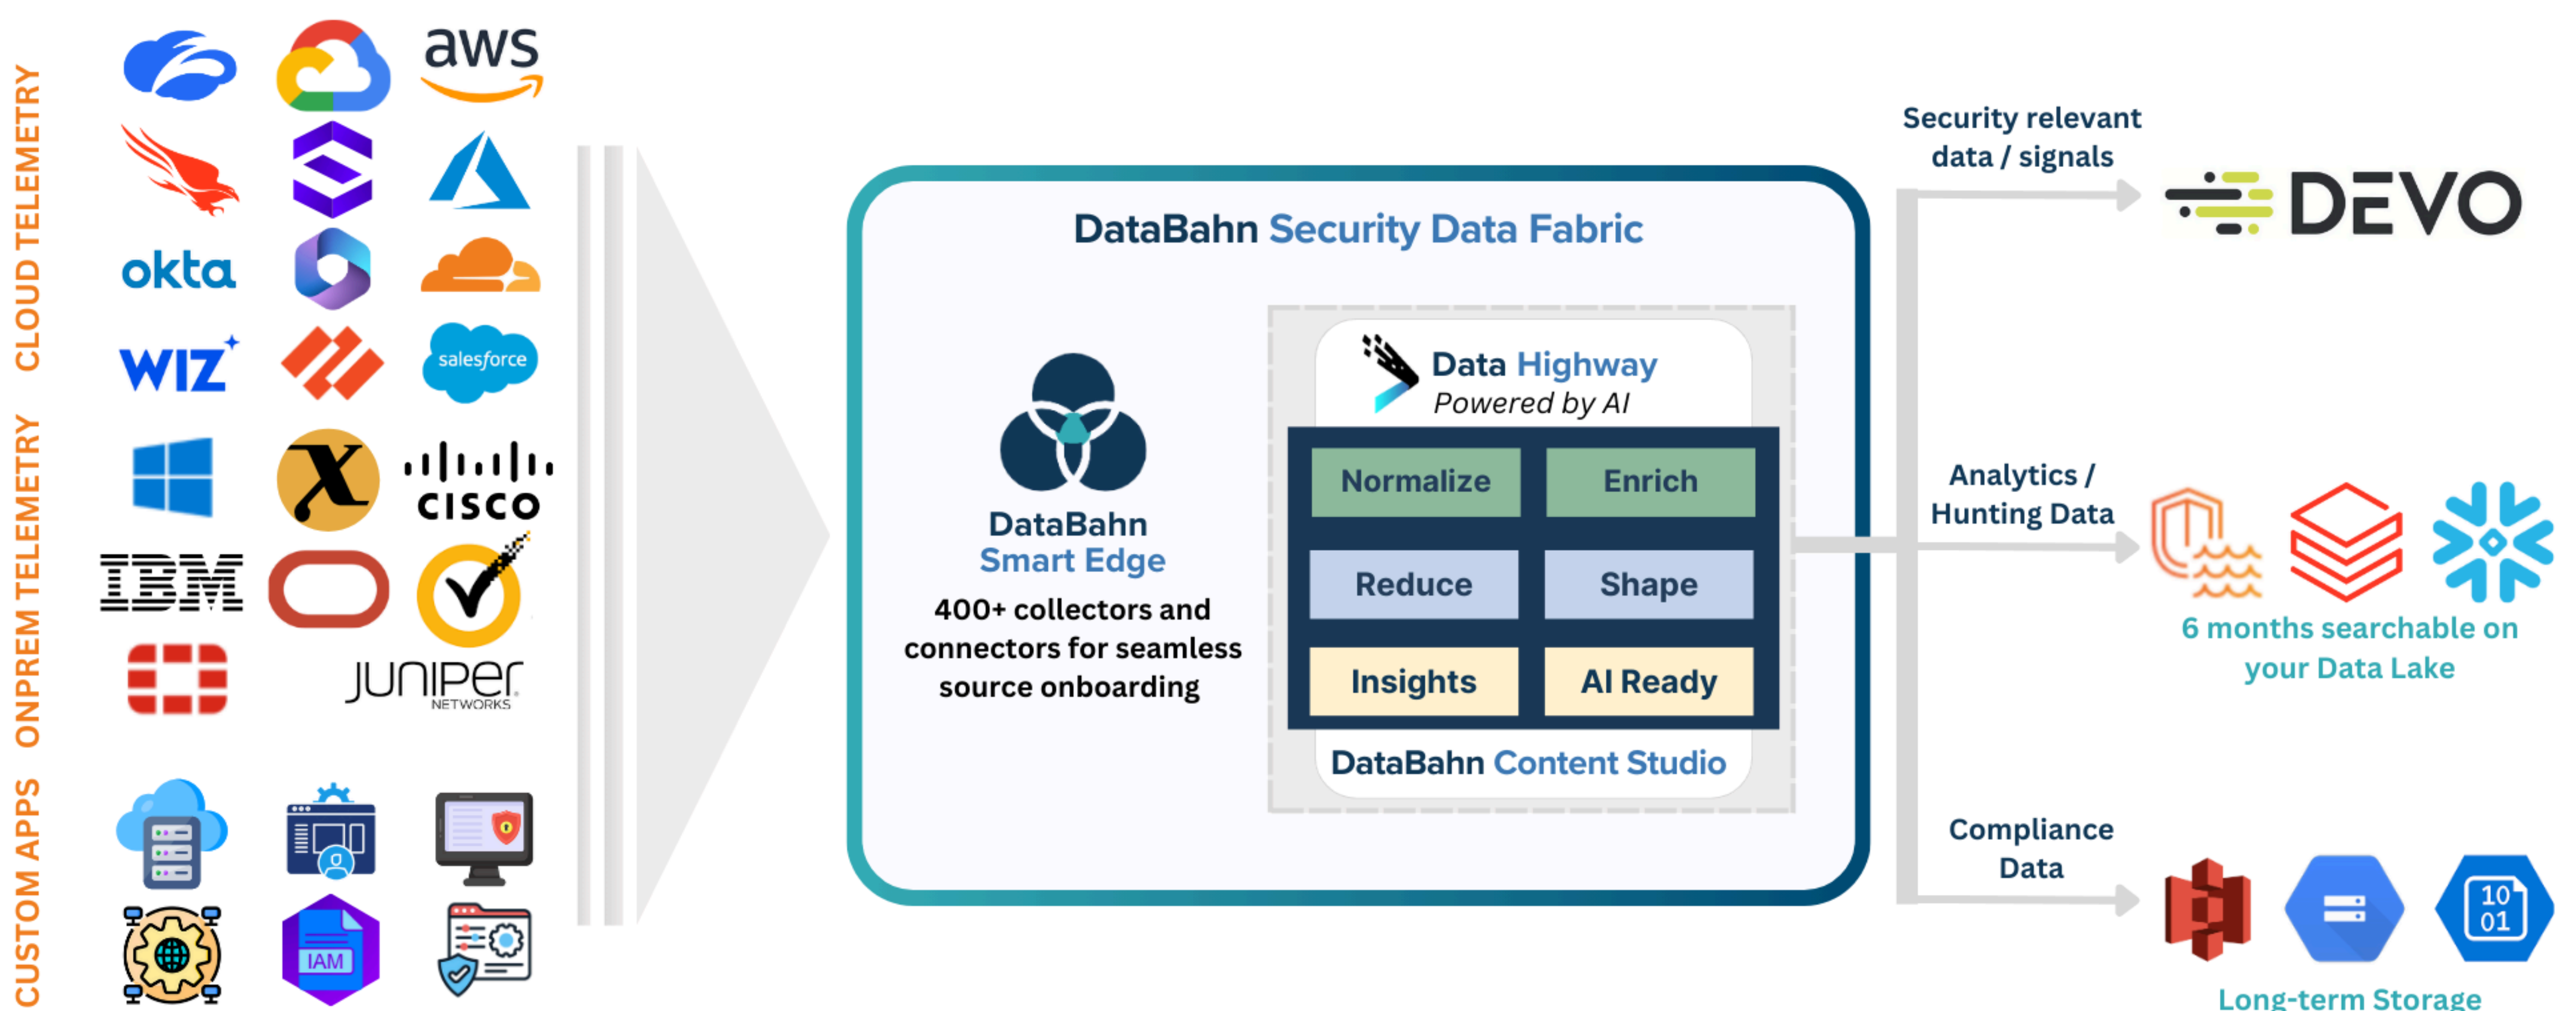 CLOUD TELEMETRY
ONPREM TELEMETRY
CUSTOM APPS
aws
okta
WIZ
salesforce
CISCO
IBM
JUNIPER
NETWORKS
IAM
DataBahn Security Data Fabric
DataBahn
Smart Edge
400+ collectors and
connectors for seamless
source onboarding
Data Highway
Powered by AI
Normalize
Enrich
Reduce
Shape
Insights
AI Ready
DataBahn Content Studio
Security relevant
data / signals
DEVO
Analytics /
Hunting Data
6 months searchable on
your Data Lake
Compliance
Data
10
01
Long-term Storage